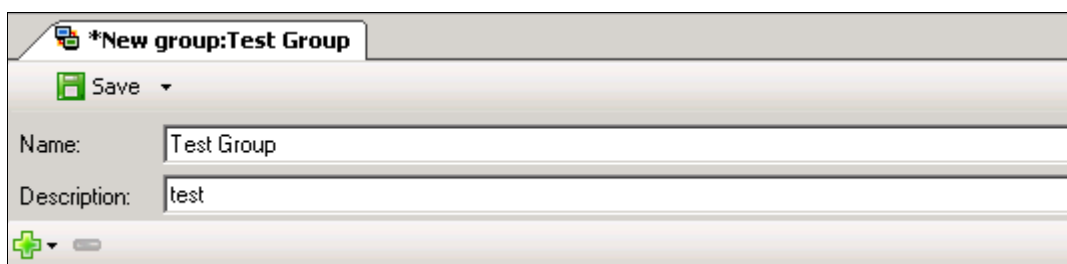 *New group:Test Group
Save
Name: Test Group
Description: test